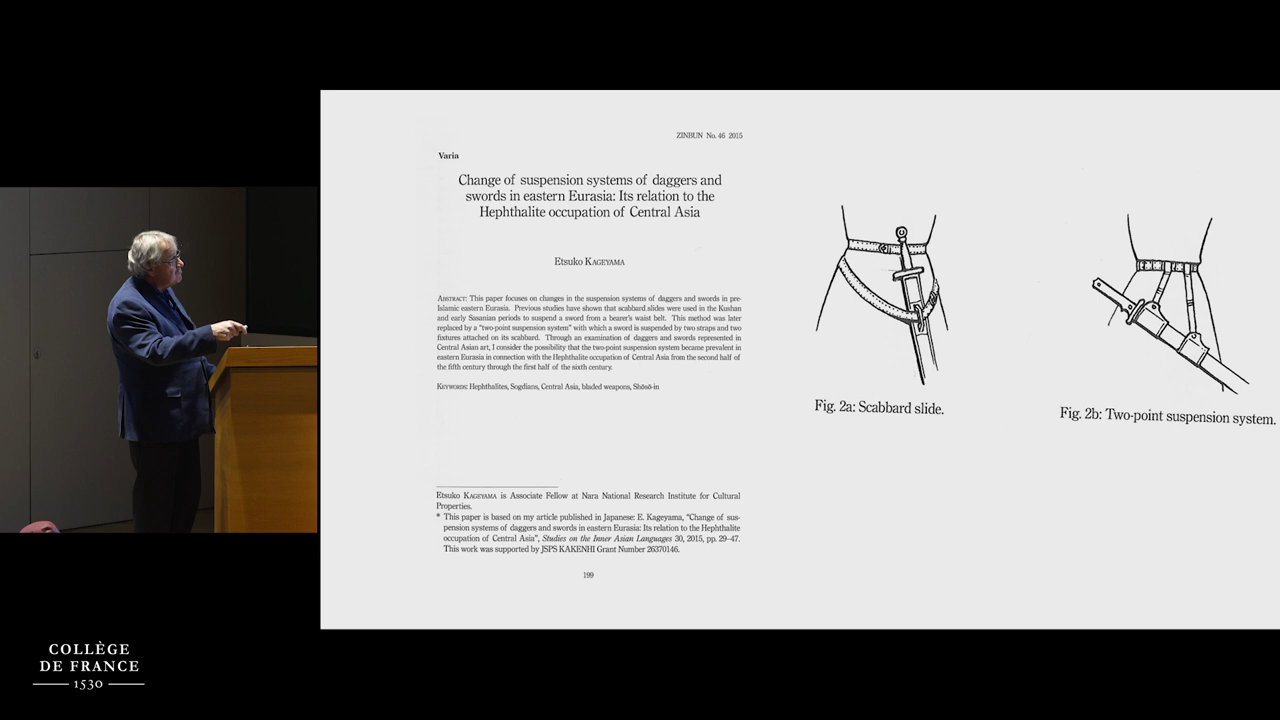 ZINBUN No. 46 2015
Varia
Change of suspension systems of daggers and
swords in eastern Eurasia: Its relation to the
Hephthalite occupation of Central Asia
Etsuko KAGEYAMA
ABSTRACT: This paper focuses on changes in the suspension systems of daggers and swords in pre-
Islamic eastern Eurasia. Previous studies have shown that scabbard slides were used in the Kushan
and early Sasanian periods to suspend a sword from a bearer's waist belt. This method was later
replaced by a "two-point suspension system" with which a sword is suspended by two straps and two
fixtures attached on its scabbard. Through an examination of daggers and swords represented in
Central Asian art, I consider the possibility that the two-point suspension system became prevalent in
eastern Eurasia in connection with the Hephthalite occupation of Central Asia from the second half of
the fifth century through the first half of the sixth century.
KEYWORDS: Hephthalites, Sogdians, Central Asia, bladed weapons, Shōsō-in
Etsuko KAGEYAMA is Associate Fellow at Nara National Research Institute for Cultural
Properties.
* This paper is based on my article published in Japanese: E. Kageyama, "Change of sus-
pension systems of daggers and swords in eastern Eurasia: Its relation to the Hephthalite
occupation of Central Asia", Studies on the Inner Asian Languages 30, 2015, pp. 29–47.
This work was supported by JSPS KAKENHI Grant Number 26370146.
199
Fig. 2a: Scabbard slide.
Fig. 2b: Two-point suspension system.
COLLÈGE
DE FRANCE
1530